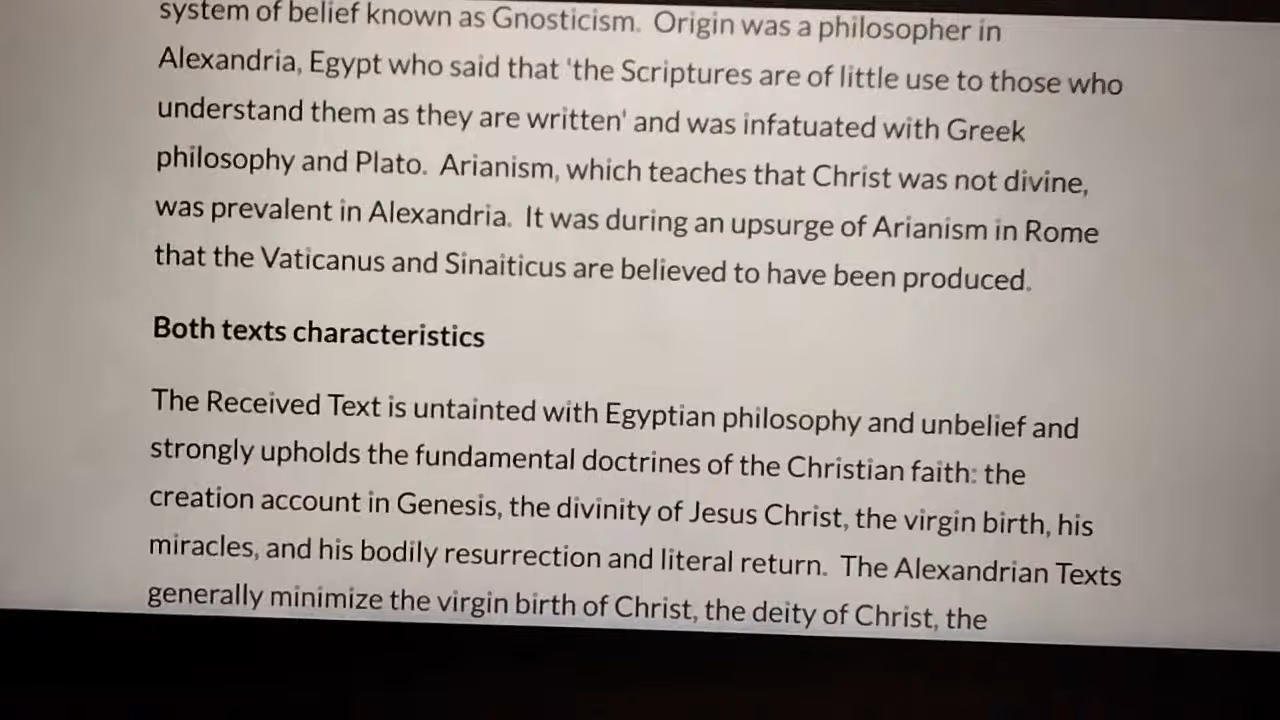 system of belief known as Gnosticism. Origin was a philosopher in
Alexandria, Egypt who said that 'the Scriptures are of little use to those who
understand them as they are written' and was infatuated with Greek
philosophy and Plato. Arianism, which teaches that Christ was not divine,
was prevalent in Alexandria. It was during an upsurge of Arianism in Rome
that the Vaticanus and Sinaiticus are believed to have been produced.
Both texts characteristics
The Received Text is untainted with Egyptian philosophy and unbelief and
strongly upholds the fundamental doctrines of the Christian faith: the
creation account in Genesis, the divinity of Jesus Christ, the virgin birth, his
miracles, and his bodily resurrection and literal return. The Alexandrian Texts
generally minimize the virgin birth of Christ, the deity of Christ, the